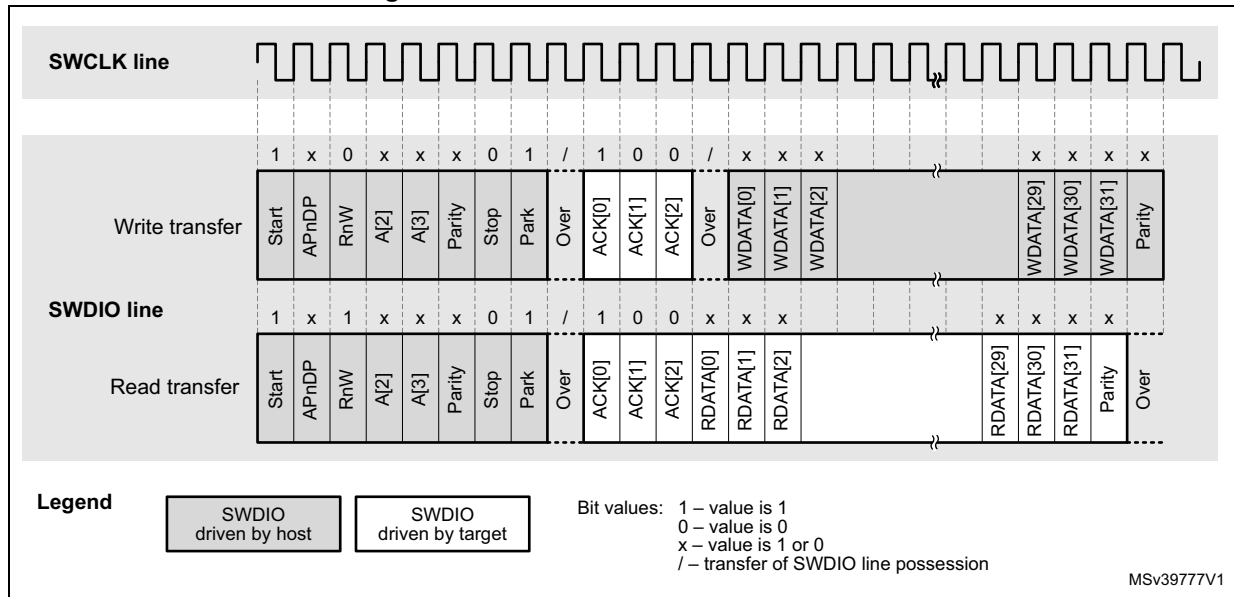 SWCLK line
1 x 0 x x x 0 1 / 1 0 0 / x x x x x x x
Write transfer Start APnDP RnW A[2] A[3] Parity Stop Park Over ACK[0] ACK[1] ACK[2] Over WDATA[0] WDATA[1] WDATA[2] WDATA[29] WDATA[30] WDATA[31] Parity
SWDIO line
1 x 1 x x x 0 1 / 1 0 0 x x x x x x x
Read transfer Start APnDP RnW A[2] A[3] Parity Stop Park Over ACK[0] ACK[1] ACK[2] RDATA[0] RDATA[1] RDATA[2] RDATA[29] RDATA[30] RDATA[31] Parity Over
Legend
SWDIO
driven by host
SWDIO
driven by target
Bit values: 1 – value is 1
0 – value is 0
x – value is 1 or 0
/ – transfer of SWDIO line possession
MSv39777V1